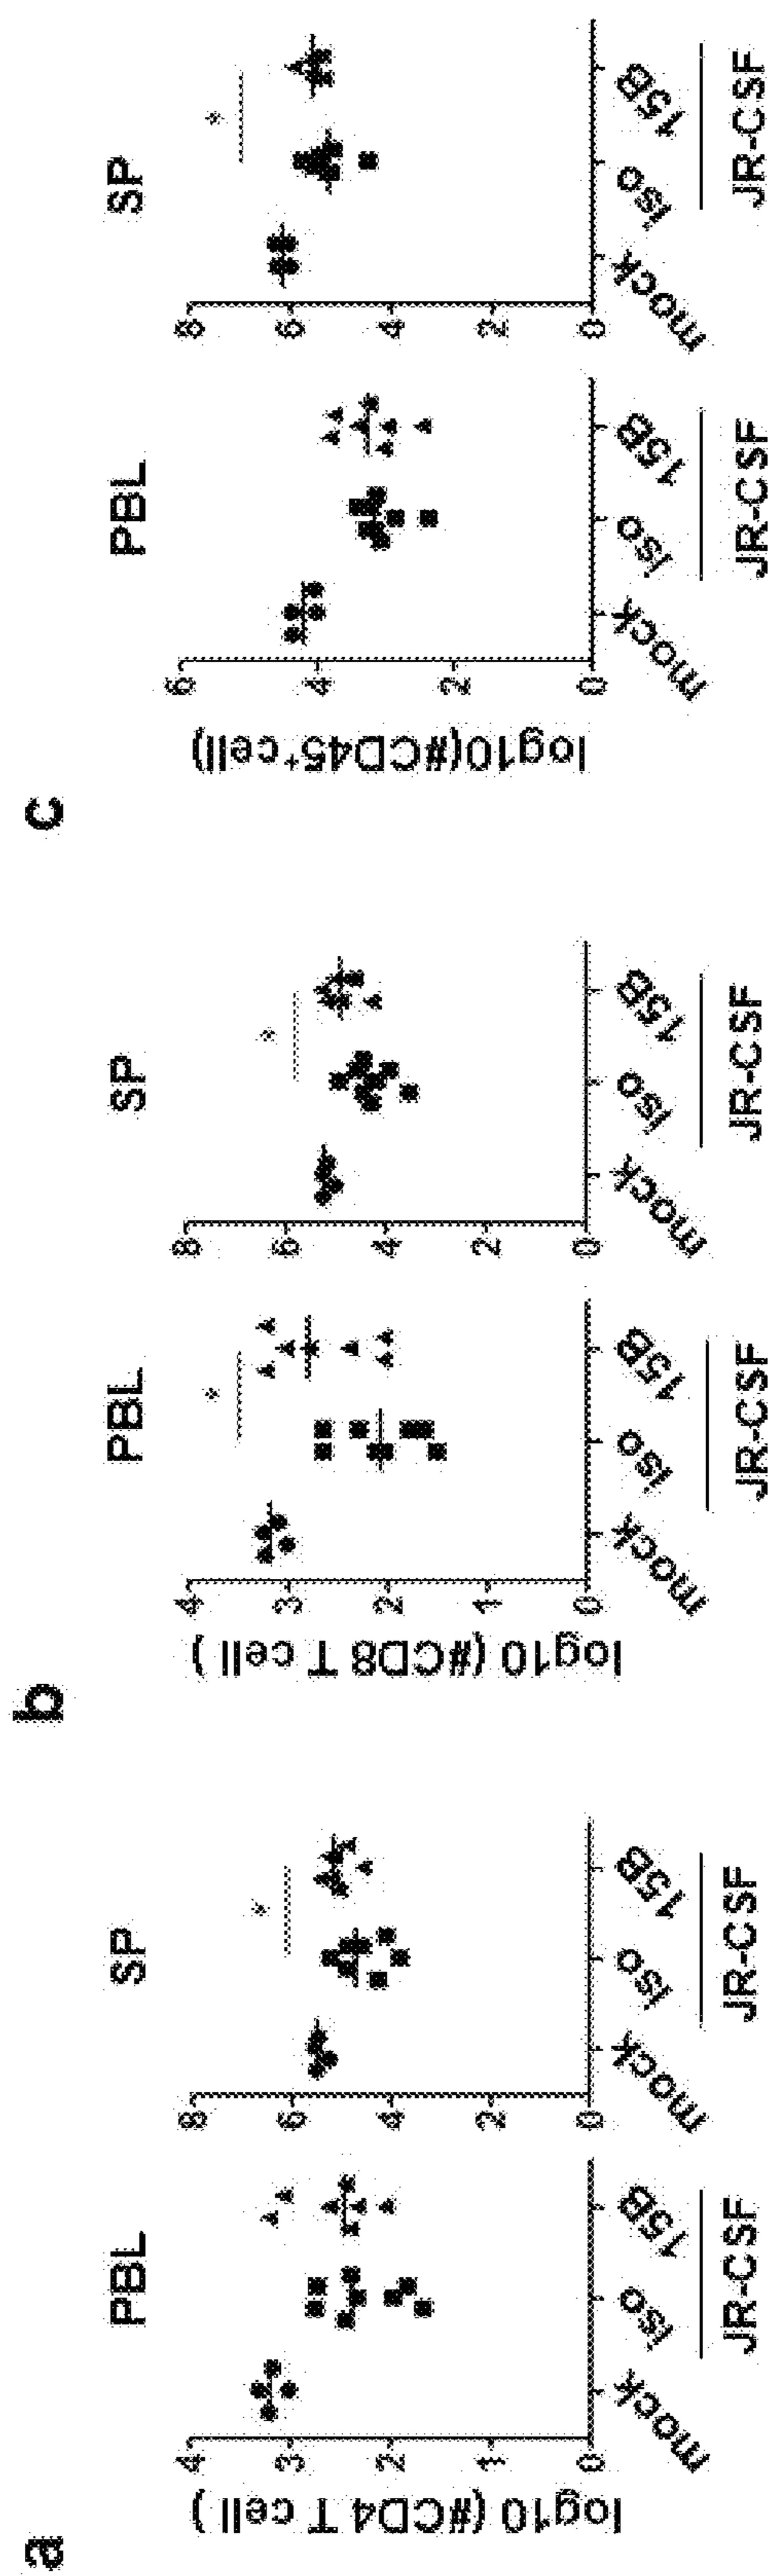 a
PBL
SP
log10 (#CD4 T cell )
4
3
2
1
0
8
6
4
2
0
*
mock
iso
15B
mock
iso
15B
JR-CSF
JR-CSF
b
PBL
SP
log10 (#CD8 T cell )
4
3
2
1
0
8
6
4
2
0
*
*
mock
iso
15B
mock
iso
15B
JR-CSF
JR-CSF
c
PBL
SP
log10(#CD45⁺cell)
6
4
2
0
8
6
4
2
0
*
mock
iso
15B
mock
iso
15B
JR-CSF
JR-CSF